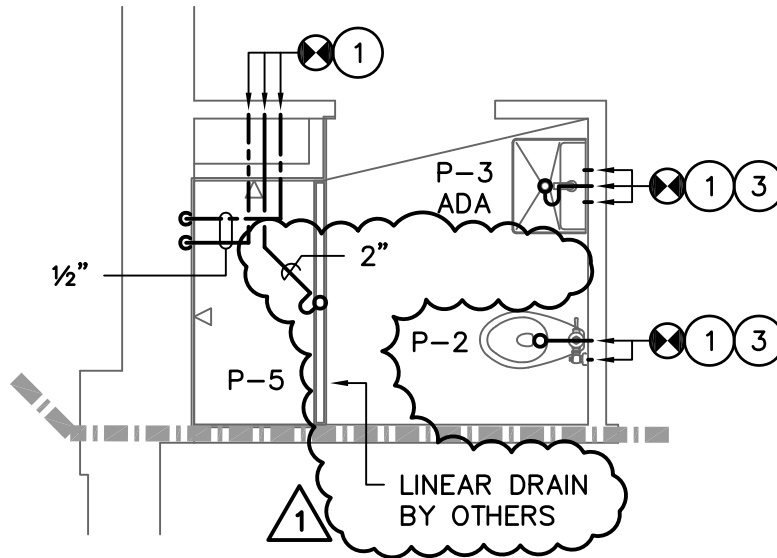 1
P-3
ADA
1 3
½"
2"
P-2
1 3
P-5
LINEAR DRAIN
BY OTHERS
1